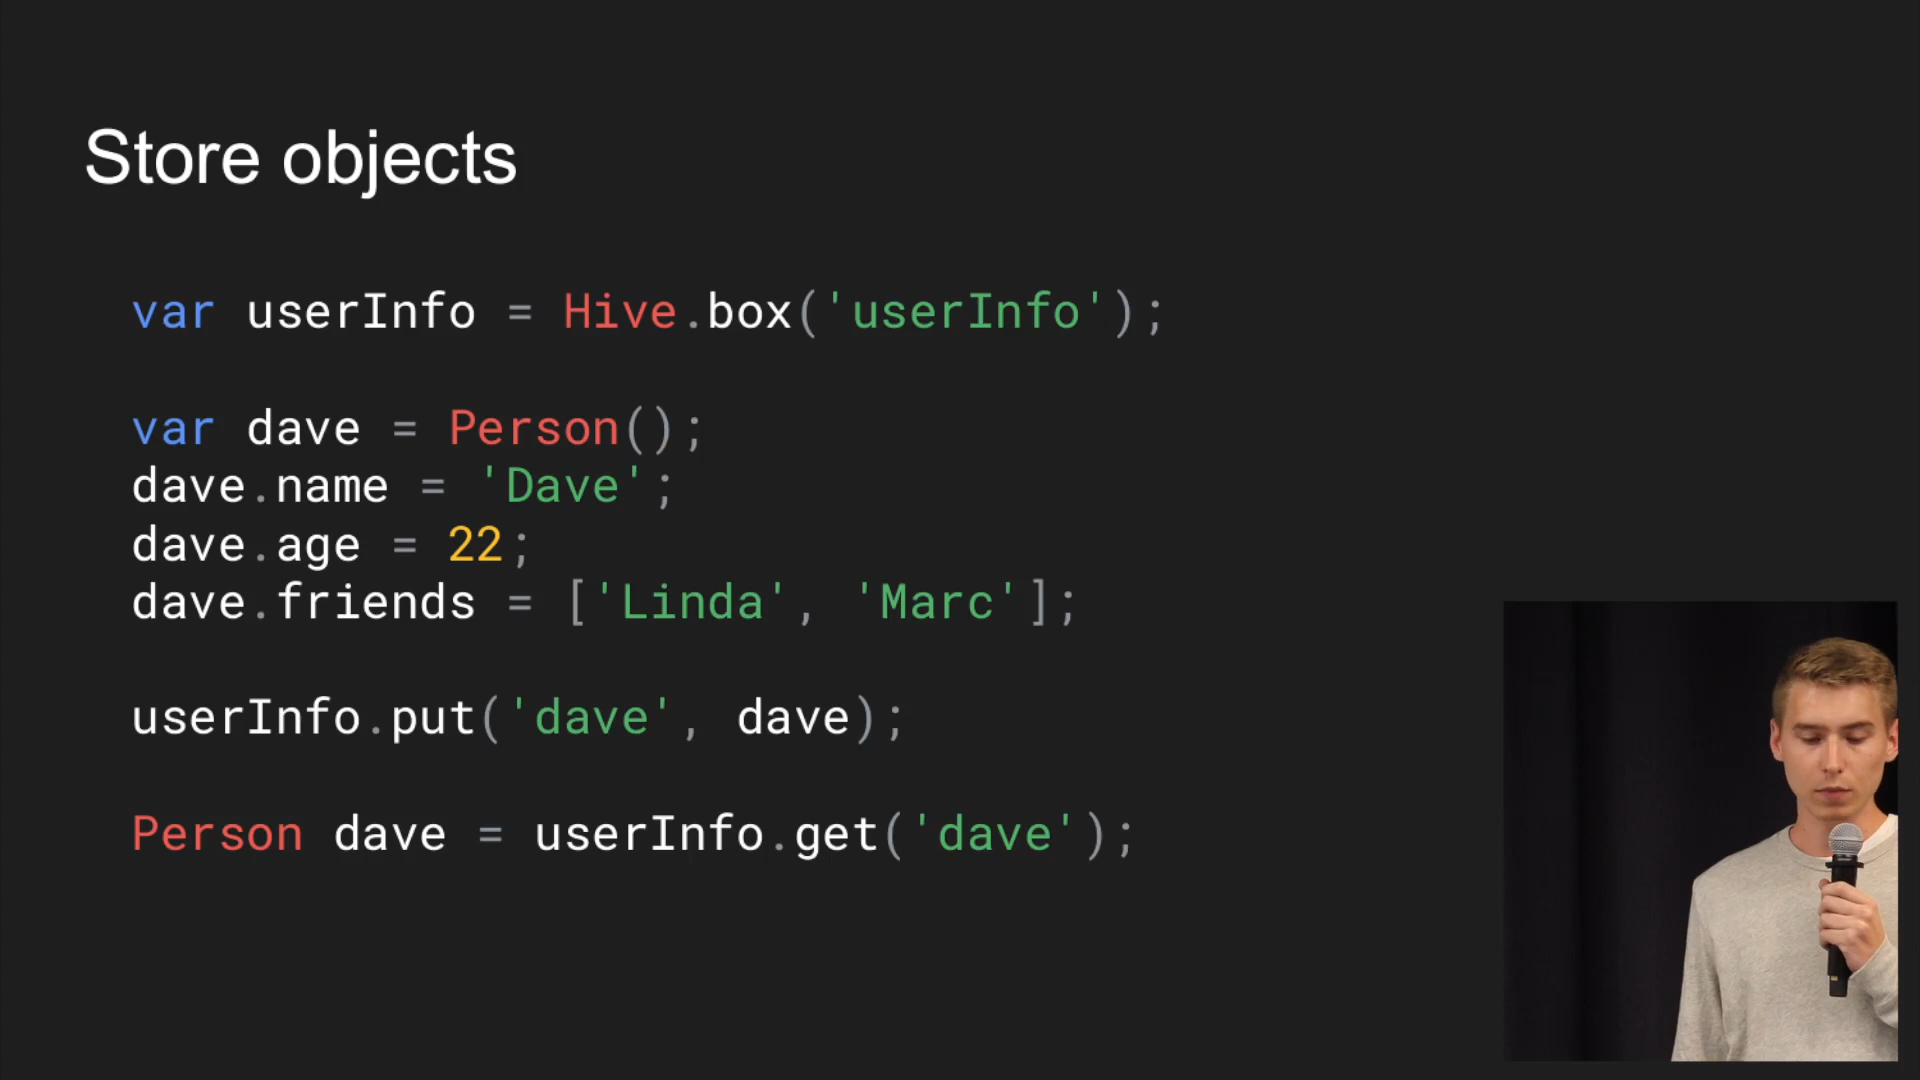 Store objects
var userInfo = Hive.box('userInfo');
var dave = Person();
dave.name = 'Dave';
dave.age = 22;
dave.friends = ['Linda', 'Marc'];
userInfo.put('dave', dave);
Person dave = userInfo.get('dave');